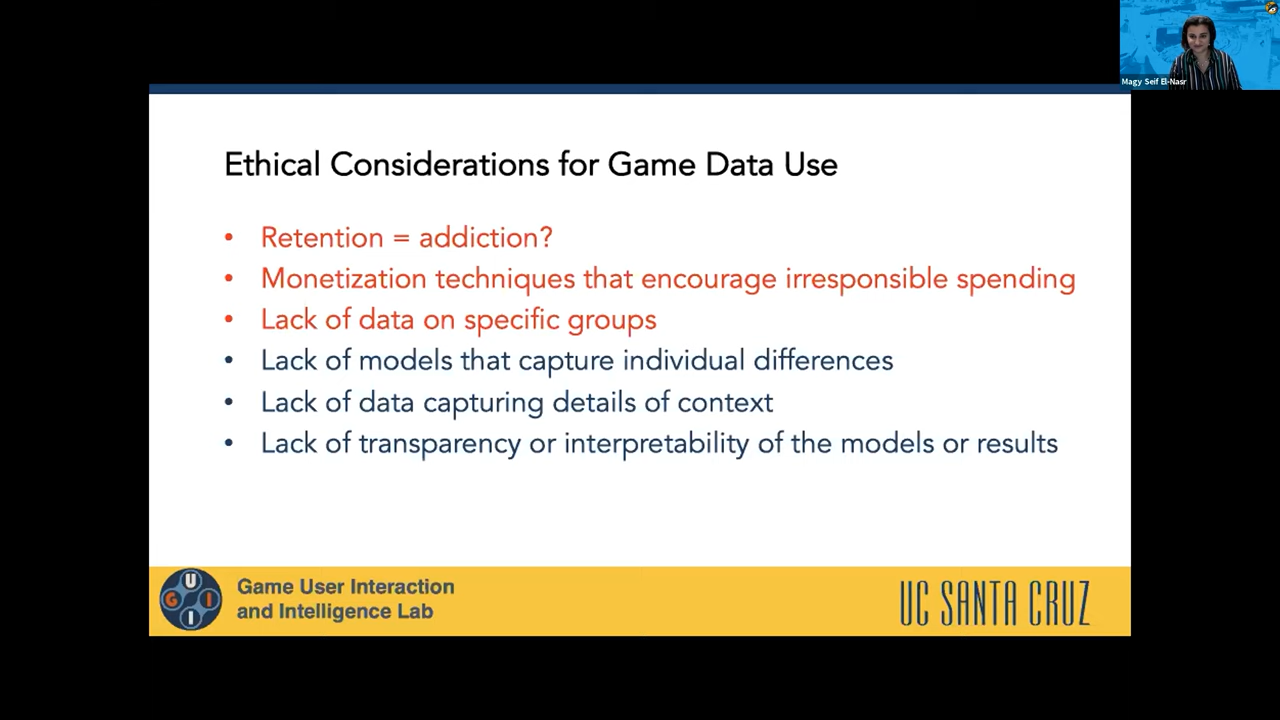 Magy Seif El-Nasr
Ethical Considerations for Game Data Use
• Retention = addiction?
• Monetization techniques that encourage irresponsible spending
• Lack of data on specific groups
• Lack of models that capture individual differences
• Lack of data capturing details of context
• Lack of transparency or interpretability of the models or results
U
G I
I
Game User Interaction
and Intelligence Lab
UC SANTA CRUZ